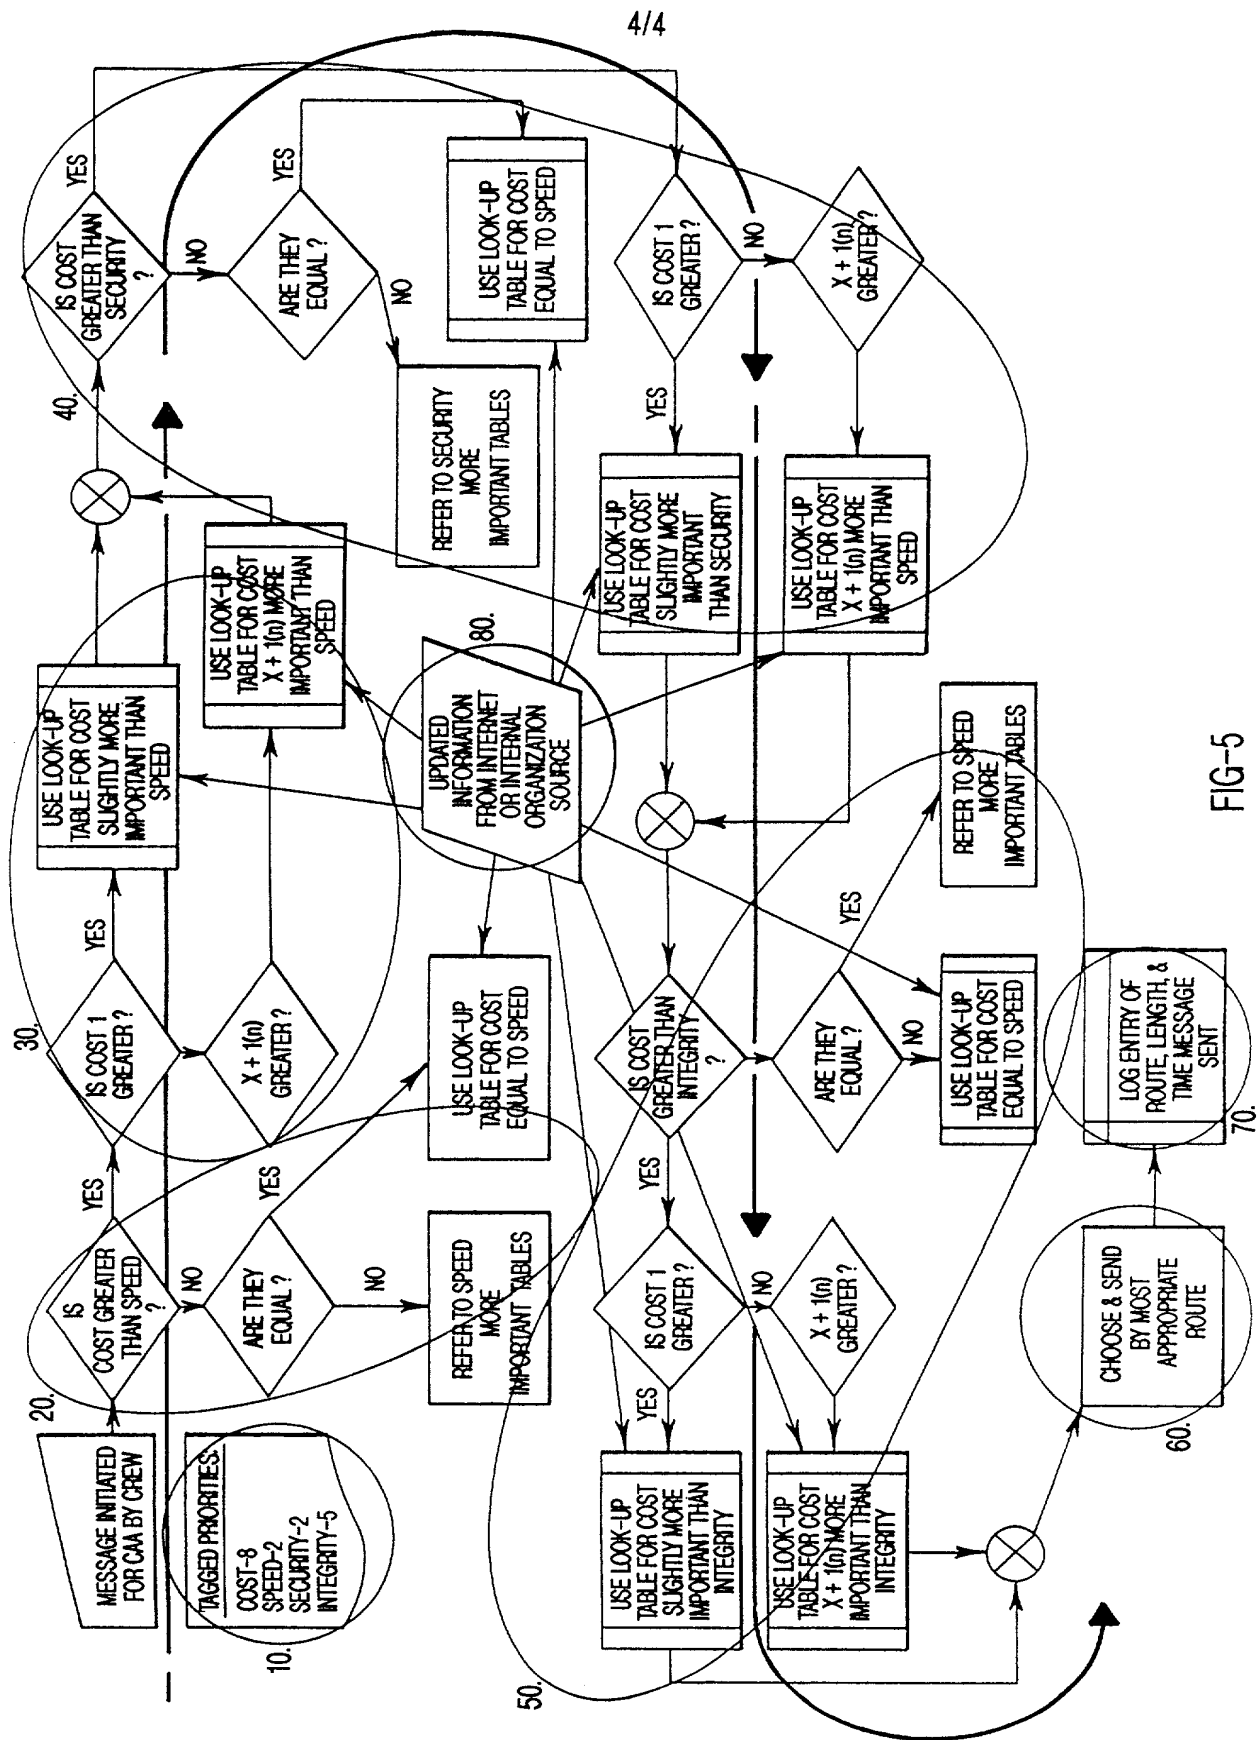 4/4
MESSAGE INITIATED
FOR CAA BY CREW
TAGGED PRIORITIES:
COST-8
SPEED-2
SECURITY-2
INTEGRITY-5
10.
20.
IS
COST GREATER
THAN SPEED
?
YES
NO
ARE THEY
EQUAL ?
YES
NO
REFER TO SPEED
MORE
IMPORTANT TABLES
USE LOOK-UP
TABLE FOR COST
EQUAL TO SPEED
30.
IS COST 1
GREATER ?
YES
X + 1(n)
GREATER ?
USE LOOK-UP
TABLE FOR COST
SLIGHTLY MORE
IMPORTANT THAN
SPEED
USE LOOK-UP
TABLE FOR COST
X + 1(n) MORE
IMPORTANT THAN
SPEED
40.
IS COST
GREATER THAN
SECURITY
?
YES
NO
ARE THEY
EQUAL ?
YES
NO
REFER TO SECURITY
MORE
IMPORTANT TABLES
USE LOOK-UP
TABLE FOR COST
EQUAL TO SPEED
80.
UPDATED
INFORMATION
FROM INTERNET
OR INTERNAL
ORGANIZATION
SOURCE
IS COST 1
GREATER ?
YES
NO
X + 1(n)
GREATER ?
USE LOOK-UP
TABLE FOR COST
SLIGHTLY MORE
IMPORTANT
THAN SECURITY
USE LOOK-UP
TABLE FOR COST
X + 1(n) MORE
IMPORTANT THAN
SPEED
IS COST
GREATER THAN
INTEGRITY
?
YES
ARE THEY
EQUAL ?
YES
NO
REFER TO SPEED
MORE
IMPORTANT TABLES
USE LOOK-UP
TABLE FOR COST
EQUAL TO SPEED
IS COST 1
GREATER ?
YES
NO
X + 1(n)
GREATER ?
50.
USE LOOK-UP
TABLE FOR COST
SLIGHTLY MORE
IMPORTANT THAN
INTEGRITY
USE LOOK-UP
TABLE FOR COST
X + 1(n) MORE
IMPORTANT THAN
INTEGRITY
60.
CHOOSE & SEND
BY MOST
APPROPRIATE
ROUTE
70.
LOG ENTRY OF
ROUTE, LENGTH, &
TIME MESSAGE
SENT
FIG-5